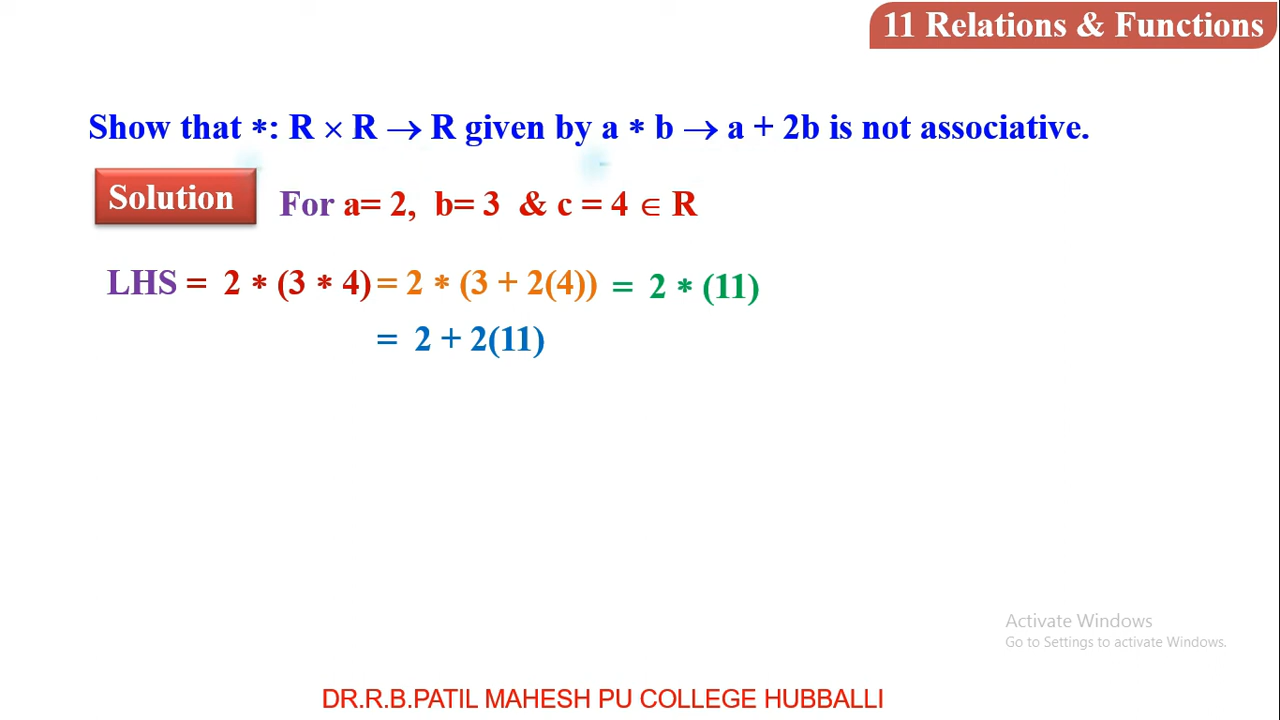 11 Relations & Functions
Show that ∗: R × R → R given by a ∗ b → a + 2b is not associative.
Solution
For a= 2, b= 3 & c = 4 ∈ R
LHS = 2 ∗ (3 ∗ 4) = 2 ∗ (3 + 2(4)) = 2 ∗ (11)
= 2 + 2(11)
Activate Windows
Go to Settings to activate Windows.
DR.R.B.PATIL MAHESH PU COLLEGE HUBBALLI